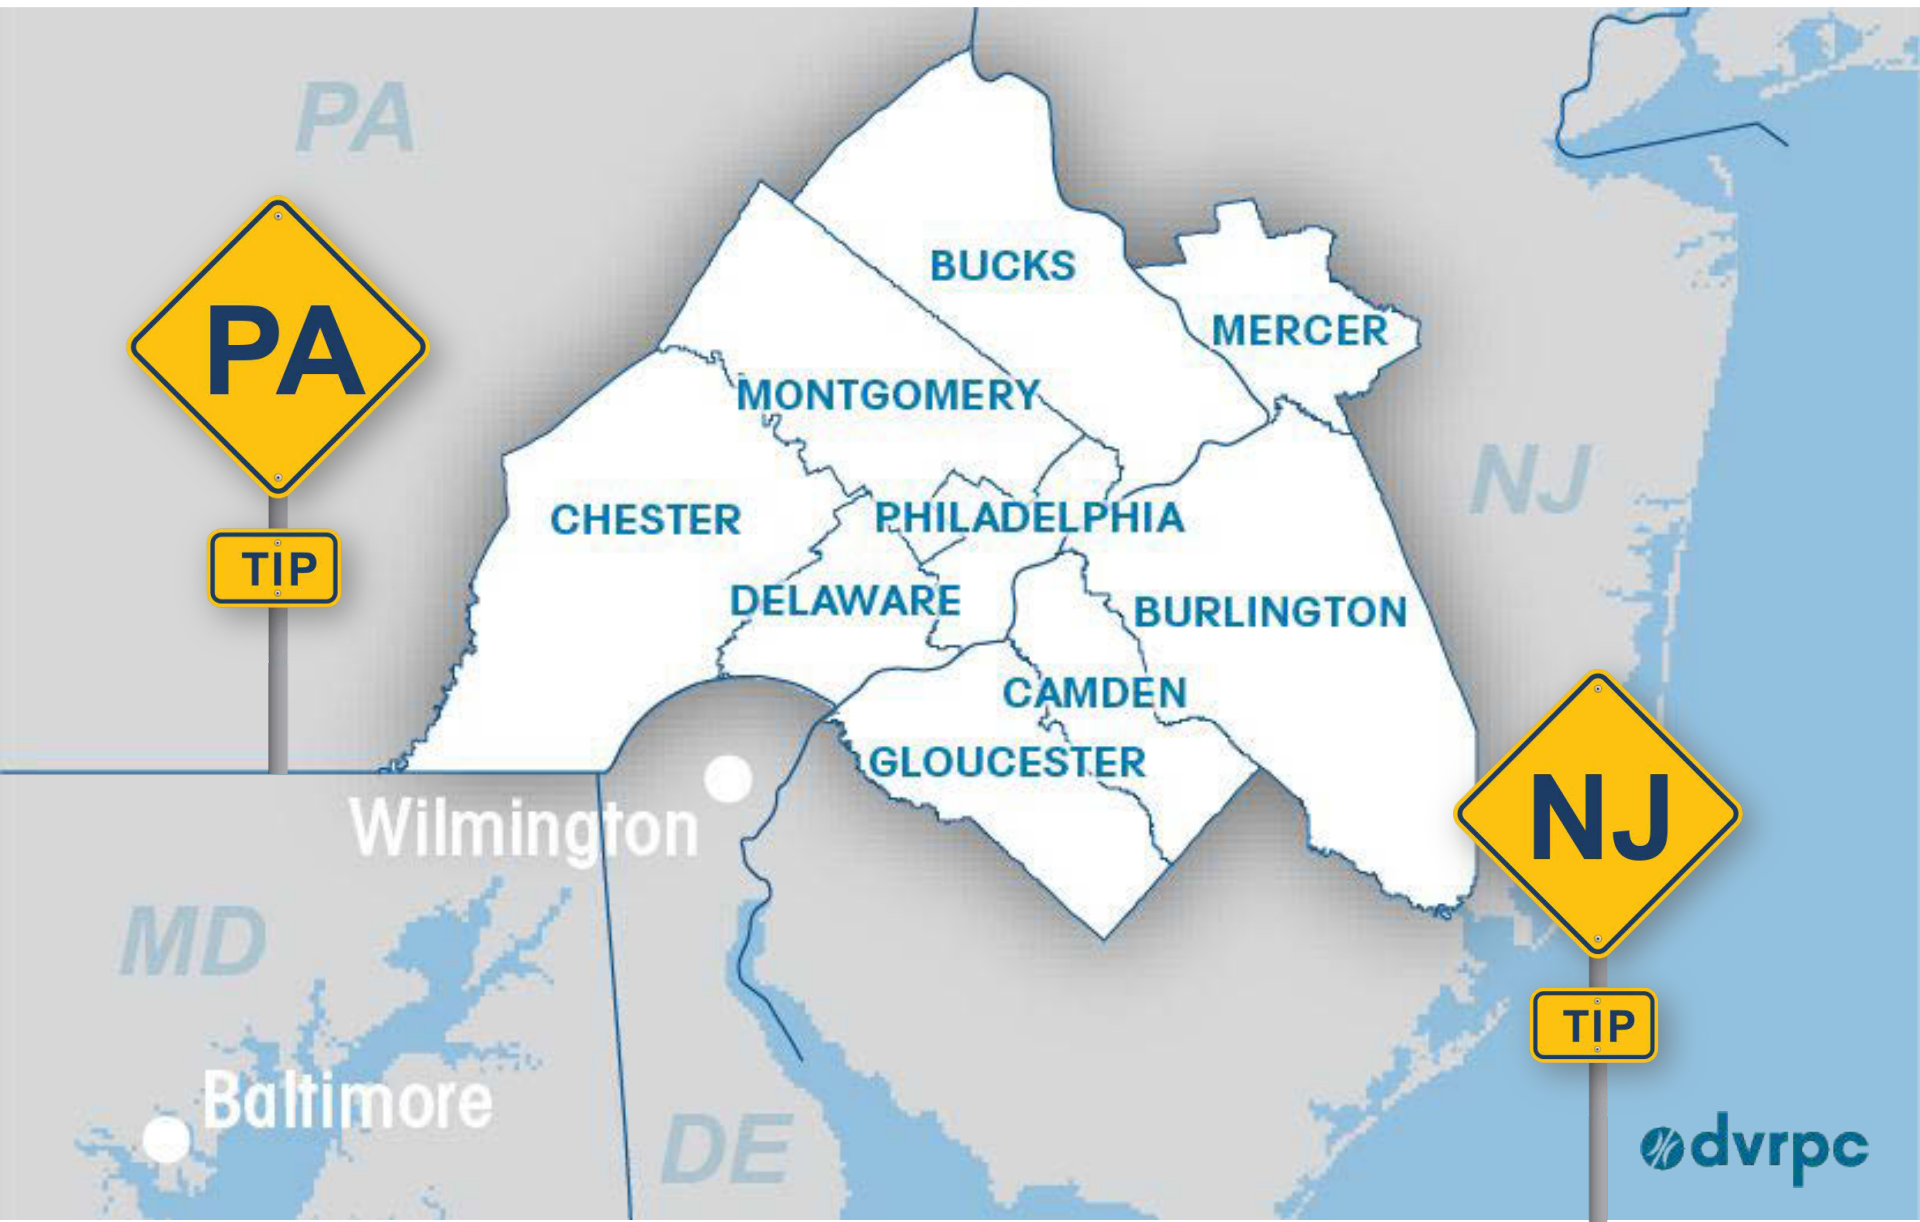 PA
PA
TIP
BUCKS
MERCER
MONTGOMERY
NJ
CHESTER
PHILADELPHIA
DELAWARE
BURLINGTON
CAMDEN
GLOUCESTER
Wilmington
NJ
TIP
MD
Baltimore
DE
dvrpc